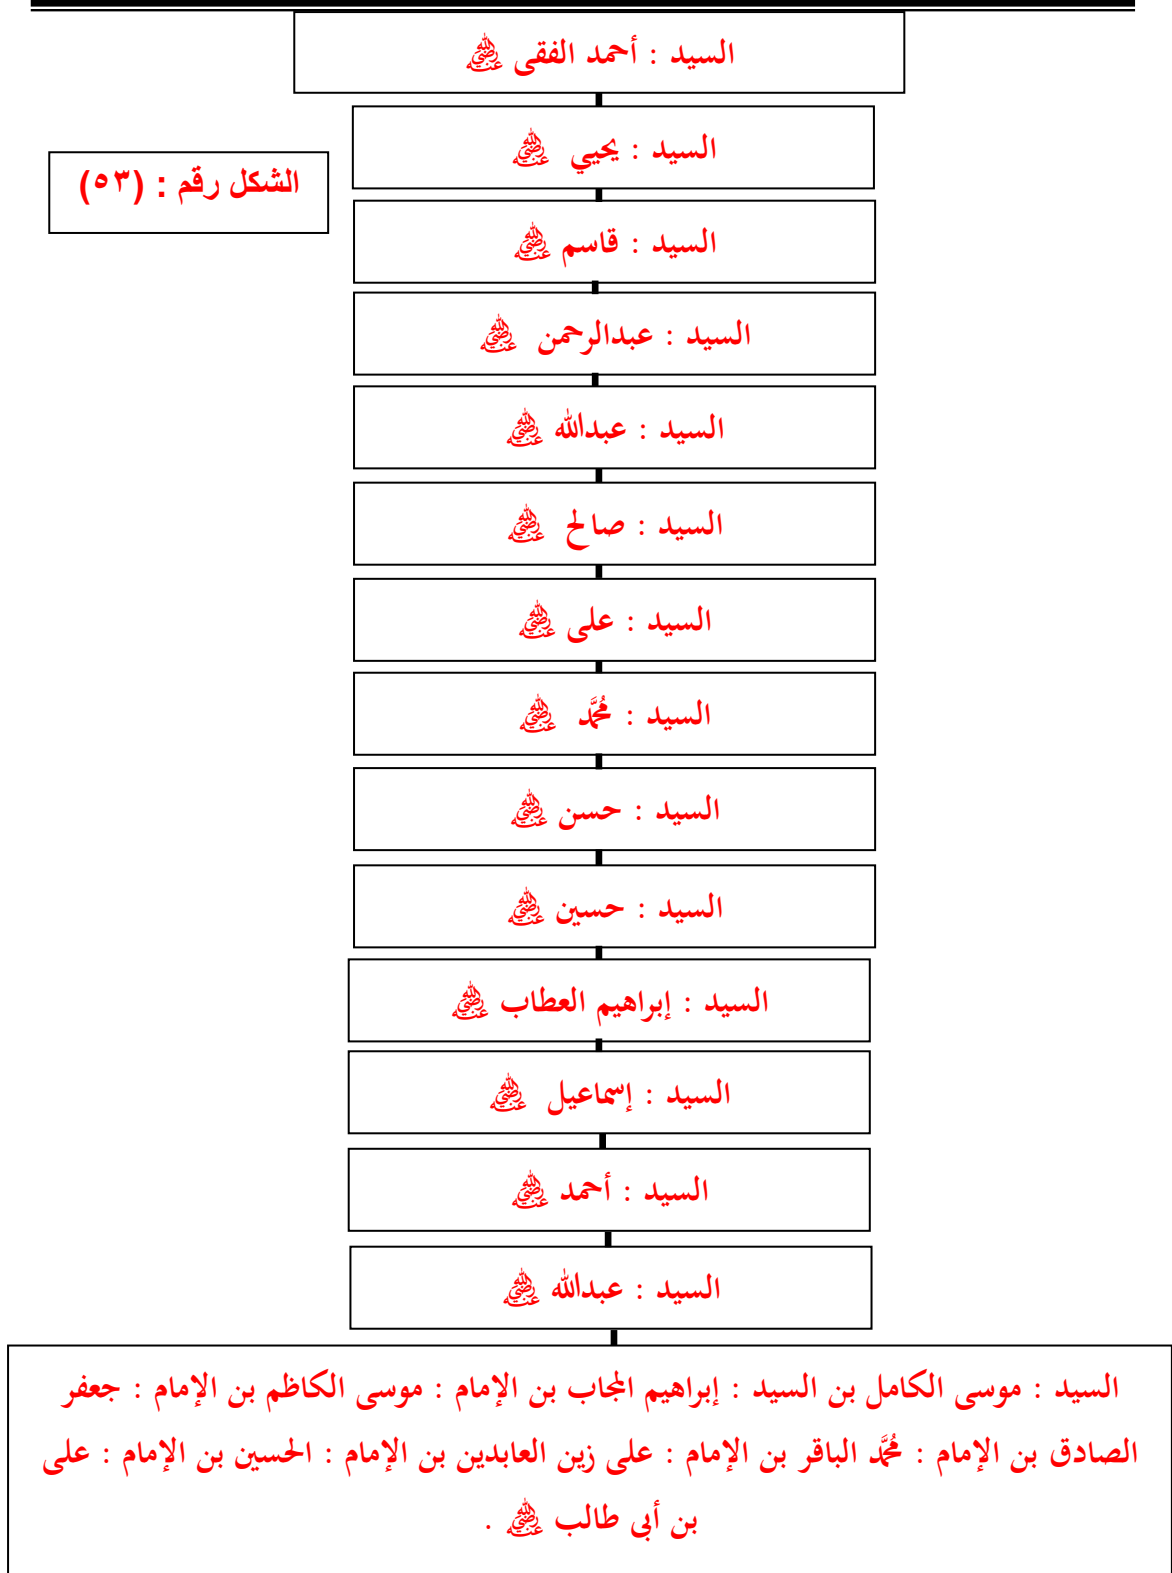 السيد : أحمد الفقى رضي الله عنه
السيد : يحيي رضي الله عنه
الشكل رقم : (٥٣)
السيد : قاسم رضي الله عنه
السيد : عبدالرحمن رضي الله عنه
السيد : عبدالله رضي الله عنه
السيد : صالح رضي الله عنه
السيد : على رضي الله عنه
السيد : مُحَمَّد رضي الله عنه
السيد : حسن رضي الله عنه
السيد : حسين رضي الله عنه
السيد : إبراهيم العطاب رضي الله عنه
السيد : إسماعيل رضي الله عنه
السيد : أحمد رضي الله عنه
السيد : عبدالله رضي الله عنه
السيد : موسى الكامل بن السيد : إبراهيم المجاب بن الإمام : موسى الكاظم بن الإمام : جعفر
الصادق بن الإمام : مُحَمَّد الباقر بن الإمام : على زين العابدين بن الإمام : الحسين بن الإمام : على
بن أبى طالب رضي الله عنه .